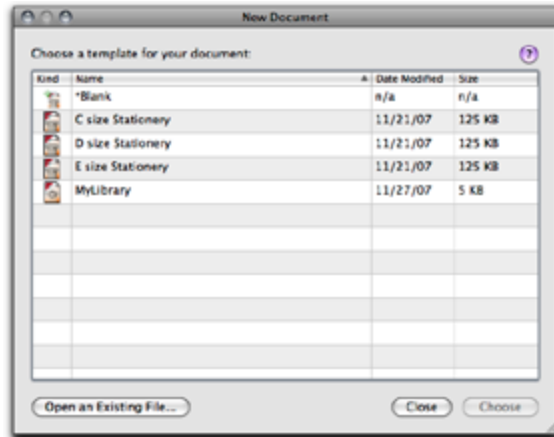 New Document
Choose a template for your document:
?
Kind Name Date Modified Size
*Blank n/a n/a
C size Stationery 11/21/07 125 KB
D size Stationery 11/21/07 125 KB
E size Stationery 11/21/07 125 KB
MyLibrary 11/27/07 5 KB
Open an Existing File... Close Choose